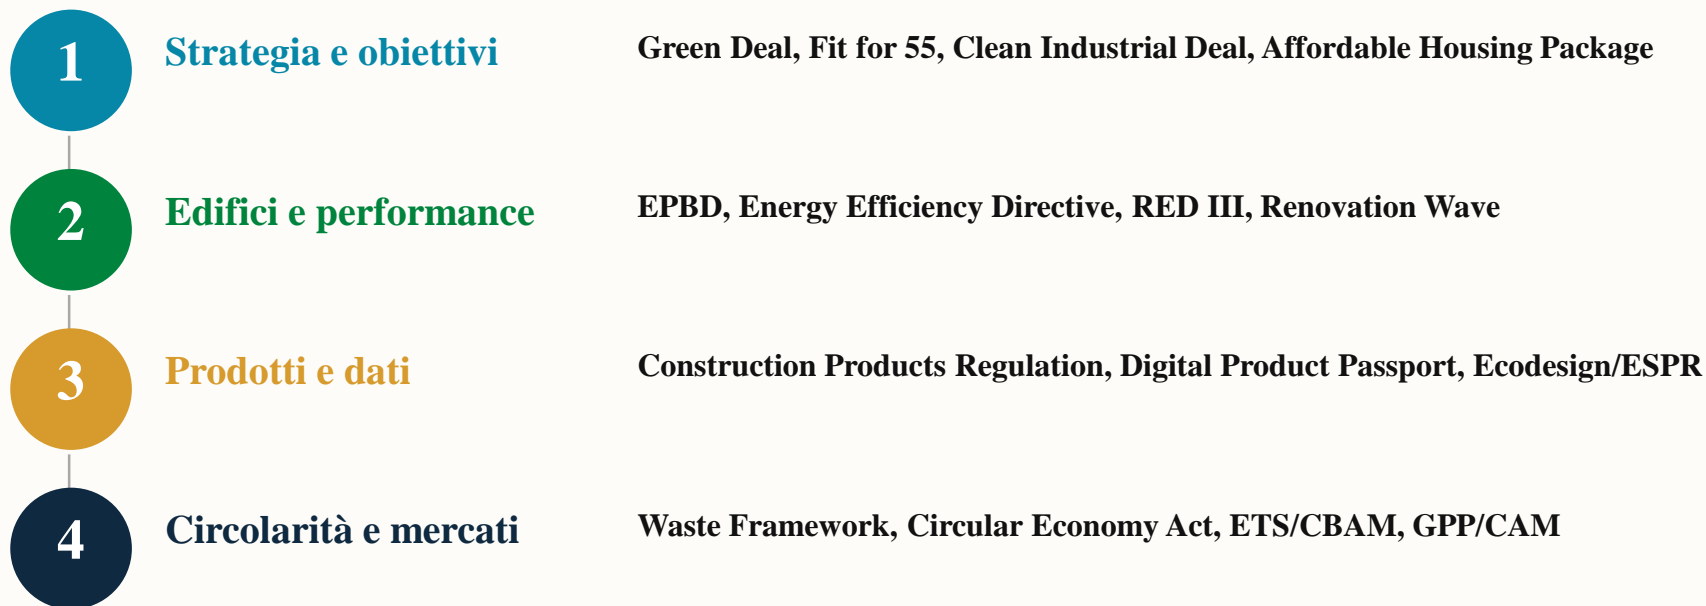 1 Strategia e obiettivi Green Deal, Fit for 55, Clean Industrial Deal, Affordable Housing Package
2 Edifici e performance EPBD, Energy Efficiency Directive, RED III, Renovation Wave
3 Prodotti e dati Construction Products Regulation, Digital Product Passport, Ecodesign/ESPR
4 Circolarità e mercati Waste Framework, Circular Economy Act, ETS/CBAM, GPP/CAM